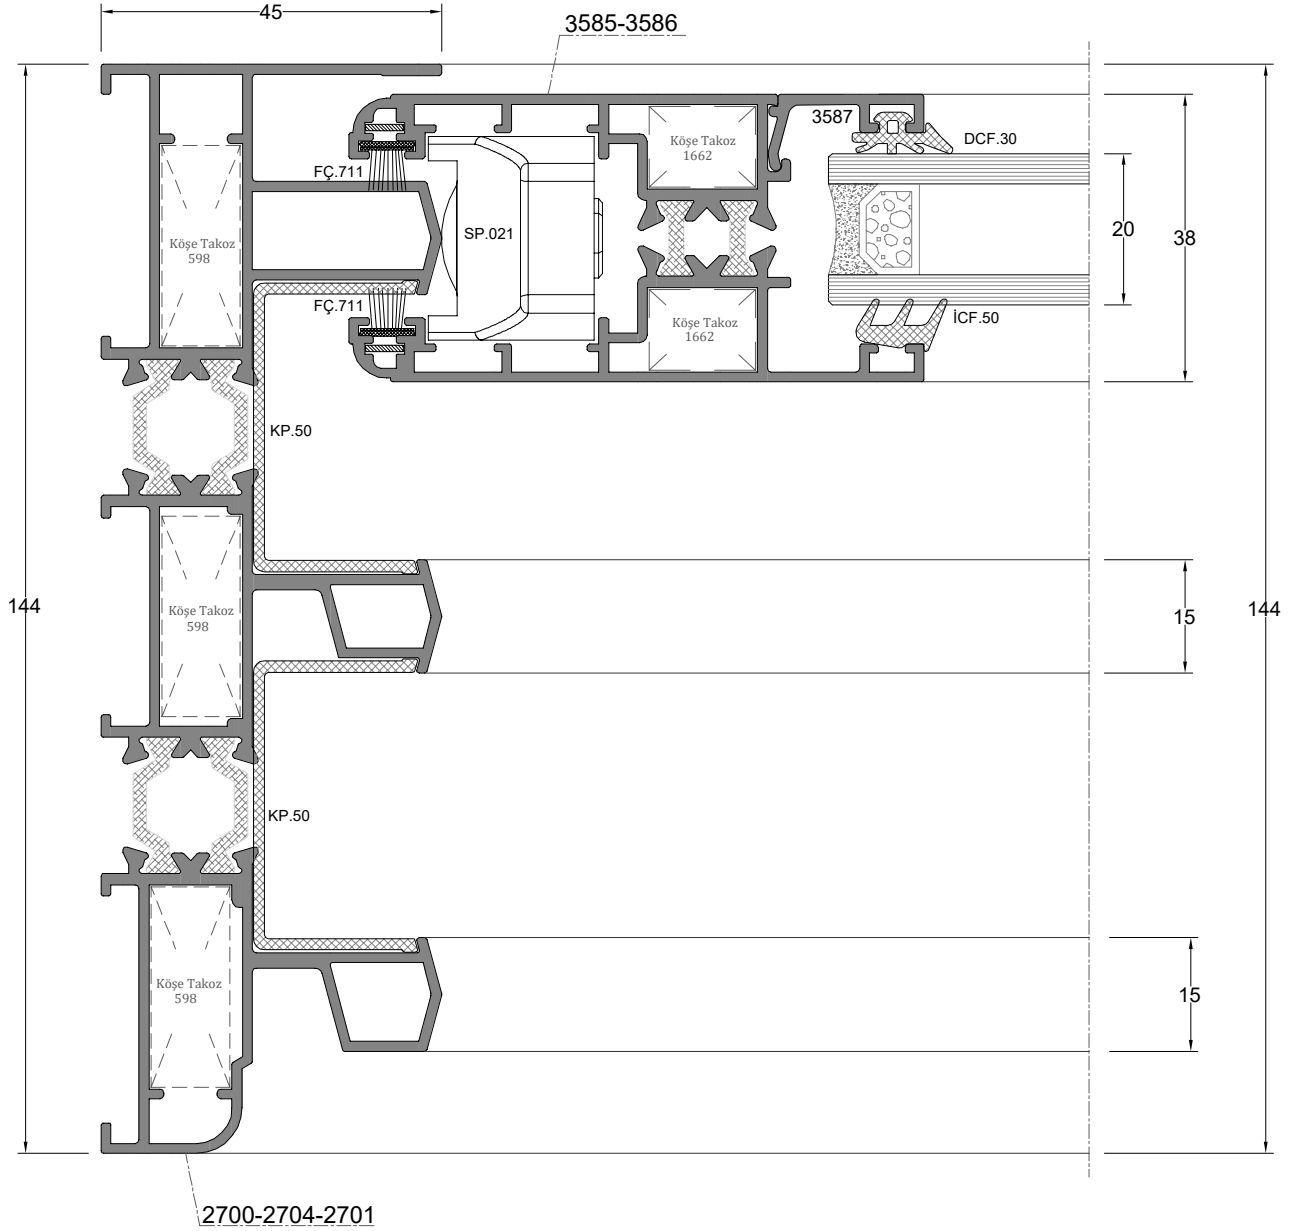 45
3585-3586
3587
DCF.30
Köşe Takoz
1662
FÇ.711
SP.021
20
38
Köşe Takoz
598
FÇ.711
İCF.50
Köşe Takoz
1662
KP.50
144
Köşe Takoz
598
15
144
KP.50
Köşe Takoz
598
15
2700-2704-2701